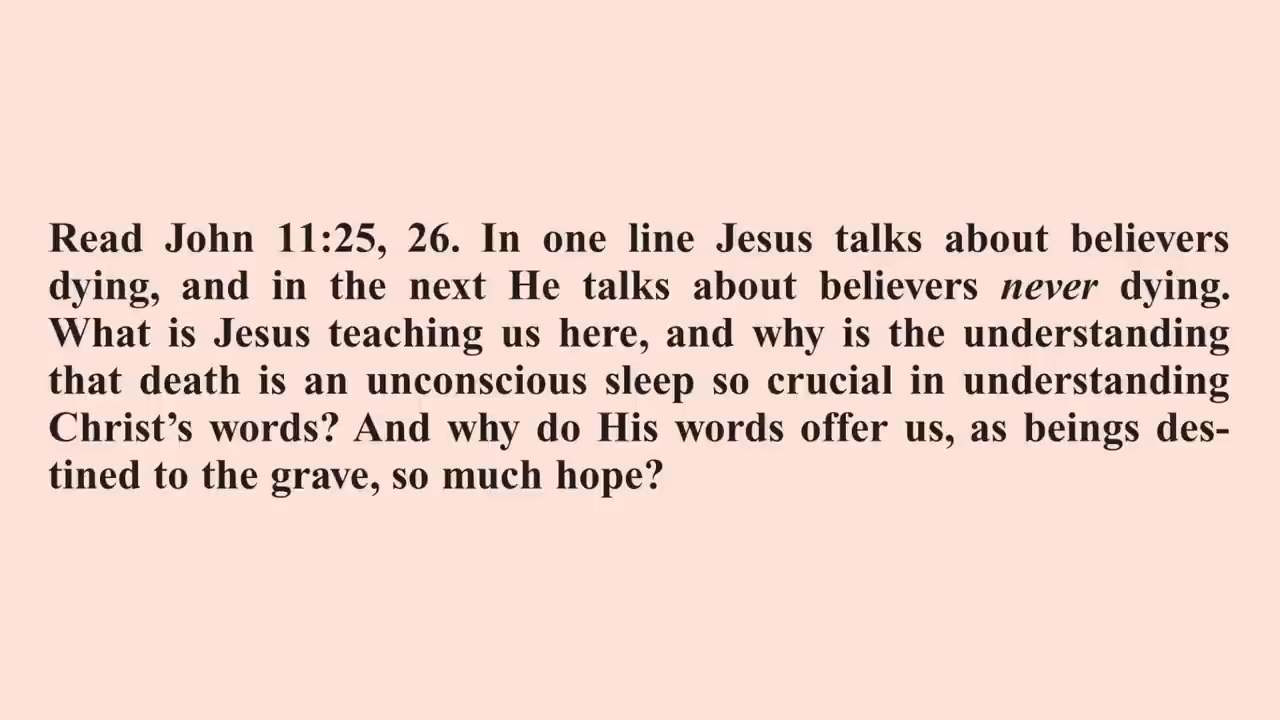 Read John 11:25, 26. In one line Jesus talks about believers
dying, and in the next He talks about believers never dying.
What is Jesus teaching us here, and why is the understanding
that death is an unconscious sleep so crucial in understanding
Christ’s words? And why do His words offer us, as beings des-
tined to the grave, so much hope?